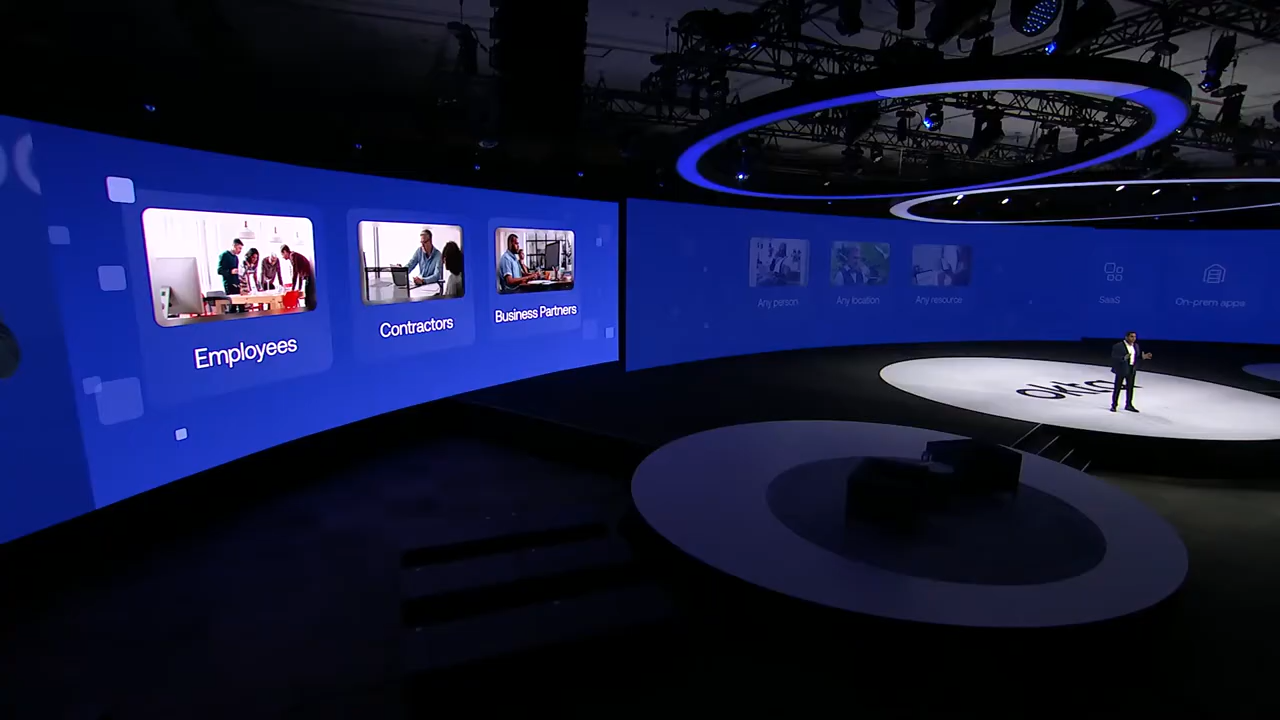 Employees
Contractors
Business Partners
Any person
Any location
Any resource
SaaS
On-prem apps
okta